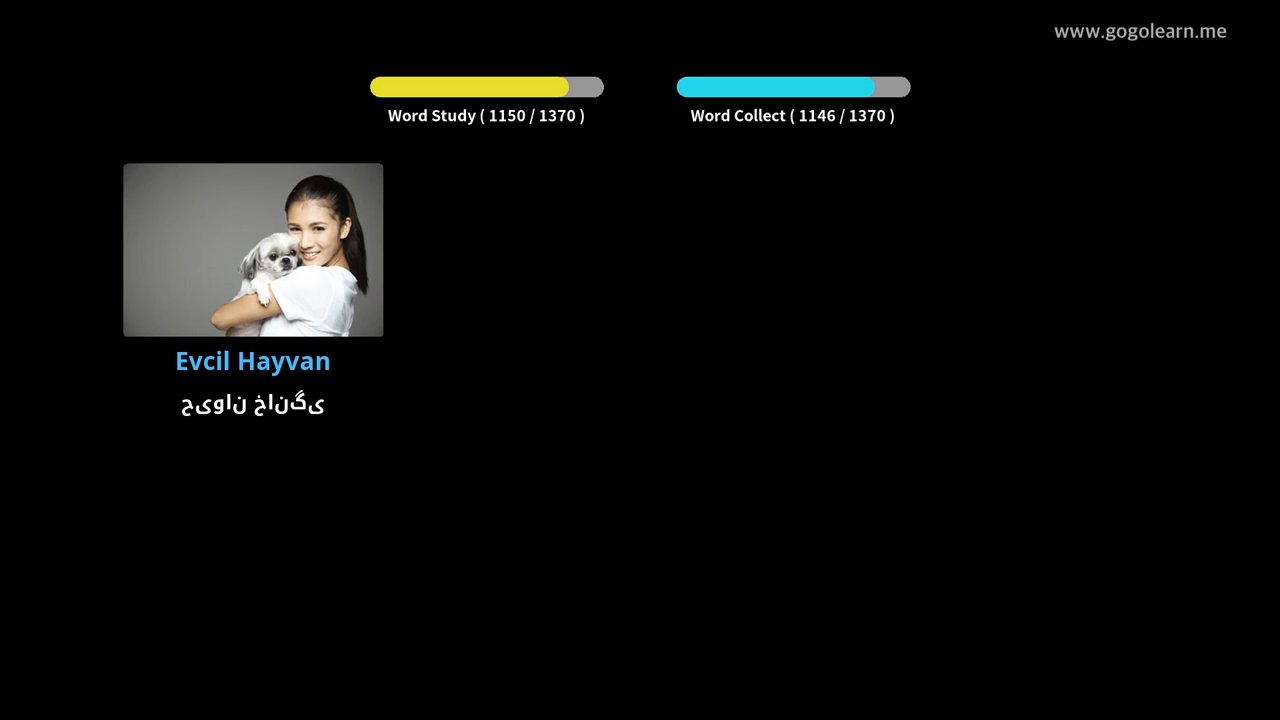 www.gogolearn.me
Word Study ( 1150 / 1370 )
Word Collect ( 1146 / 1370 )
Evcil Hayvan
حیوان خانگی